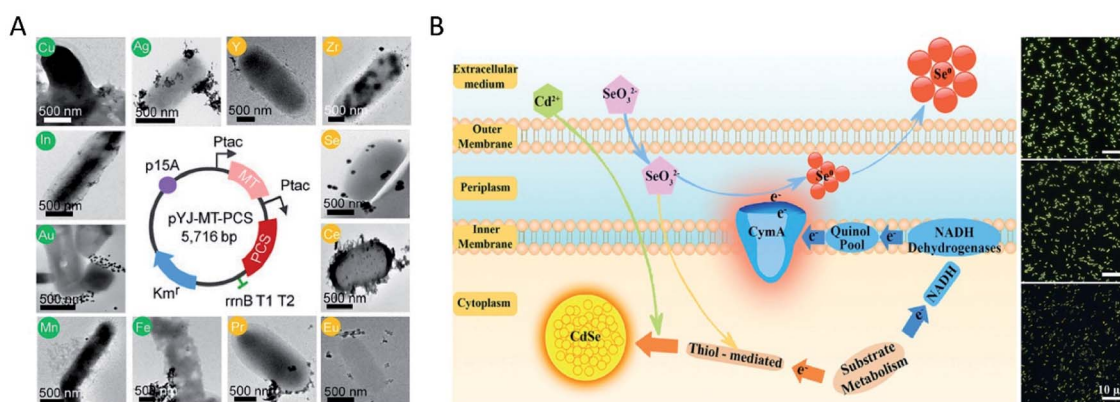 A
Cu
500 nm
Ag
500 nm
Y
500 nm
Zr
500 nm
In
500 nm
Se
500 nm
Au
500 nm
Ce
500 nm
Mn
500 nm
Fe
500 nm
Pr
500 nm
Eu
500 nm
Ptac
p15A
MT
Ptac
pYJ-MT-PCS
5,716 bp
PCS
Kmʳ
rrnB T1 T2
B
Extracellular
medium
Cd²⁺
SeO₃²⁻
Se⁰
Outer
Membrane
Periplasm
SeO₃²⁻
Se⁰
e⁻
e⁻
Inner
Membrane
CymA
e⁻
Quinol
Pool
e⁻
NADH
Dehydrogenases
Cytoplasm
NADH
e⁻
CdSe
Thiol - mediated
e⁻
Substrate
Metabolism
10 μ